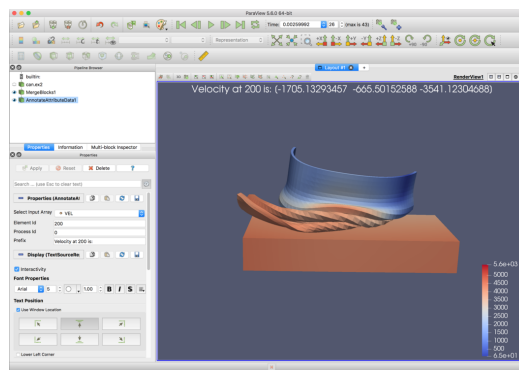 ParaView 5.6.0 64-bit
Time: 0.00259992 26 (max is 43)
Representation
Pipeline Browser
builtin:
can.ex2
MergeBlocks1
AnnotateAttributeData1
Properties Information Multi-block Inspector
Properties
Apply Reset Delete ?
Search ... (use Esc to clear text)
Properties (AnnotateAt
Select Input Array VEL
Element Id 200
Process Id 0
Prefix Velocity at 200 is:
Display (TextSourceRe
Interactivity
Font Properties
Arial 5 1.00 B I S
Text Position
Use Window Location
Lower Left Corner
Layout #1 +
RenderView1
Velocity at 200 is: (-1705.13293457 -665.50152588 -3541.12304688)
5.6e+03
5000
4500
4000
3500
3000
2500
2000
1500
1000
500
6.5e+01